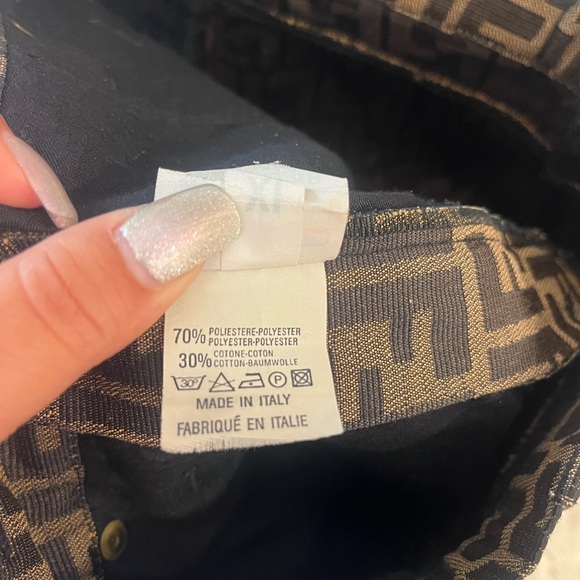 70% POLIESTERE-POLYESTER
POLYESTER-POLYESTER
30% COTONE-COTON
COTTON-BAUMWOLLE
30°
P
MADE IN ITALY
FABRIQUÉ EN ITALIE